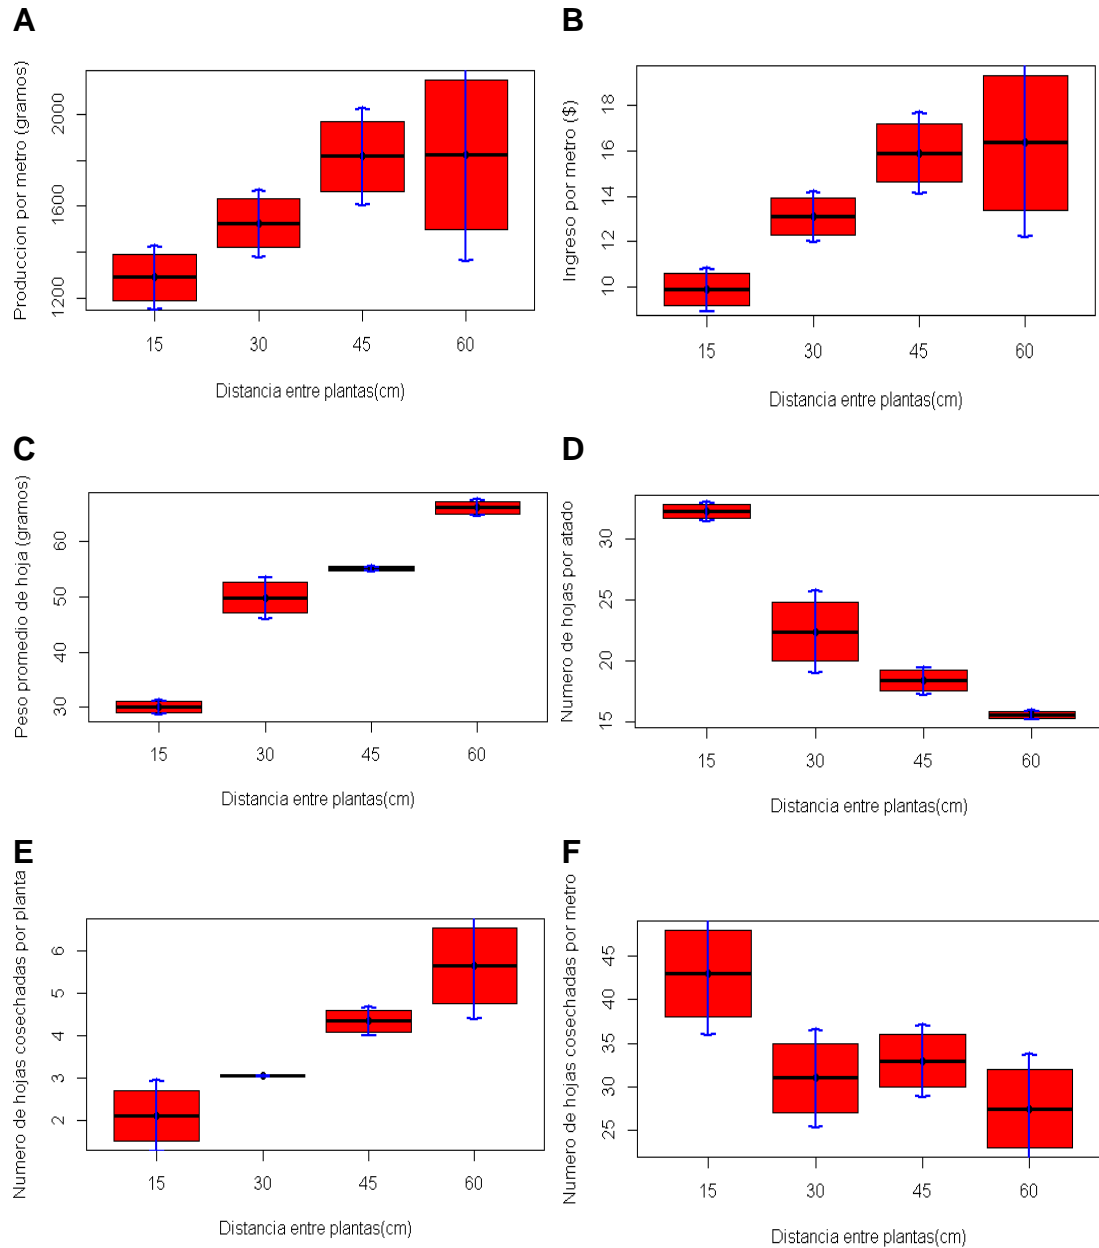 A
Produccion por metro (gramos)
1200
1600
2000
15 30 45 60
Distancia entre plantas(cm)
B
Ingreso por metro ($)
10
12
14
16
18
15 30 45 60
Distancia entre plantas(cm)
C
Peso promedio de hoja (gramos)
30
40
50
60
15 30 45 60
Distancia entre plantas(cm)
D
Numero de hojas por atado
15
20
25
30
15 30 45 60
Distancia entre plantas(cm)
E
Numero de hojas cosechadas por planta
2
3
4
5
6
15 30 45 60
Distancia entre plantas(cm)
F
Numero de hojas cosechadas por metro
25
30
35
40
45
15 30 45 60
Distancia entre plantas(cm)